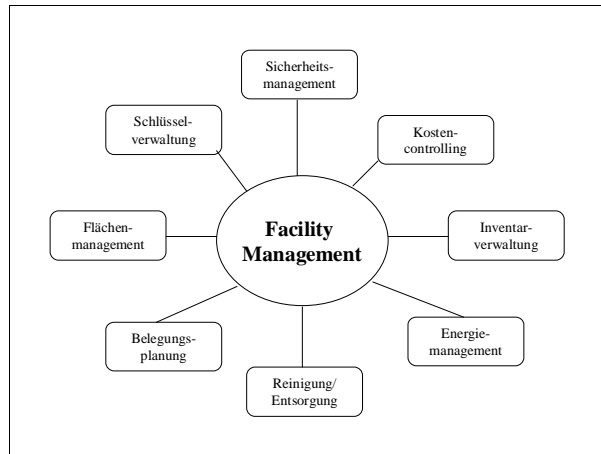 Sicherheits-
management
Schlüssel-
verwaltung
Kosten-
controlling
Flächen-
management
Facility
Management
Inventar-
verwaltung
Belegungs-
planung
Energie-
management
Reinigung/
Entsorgung